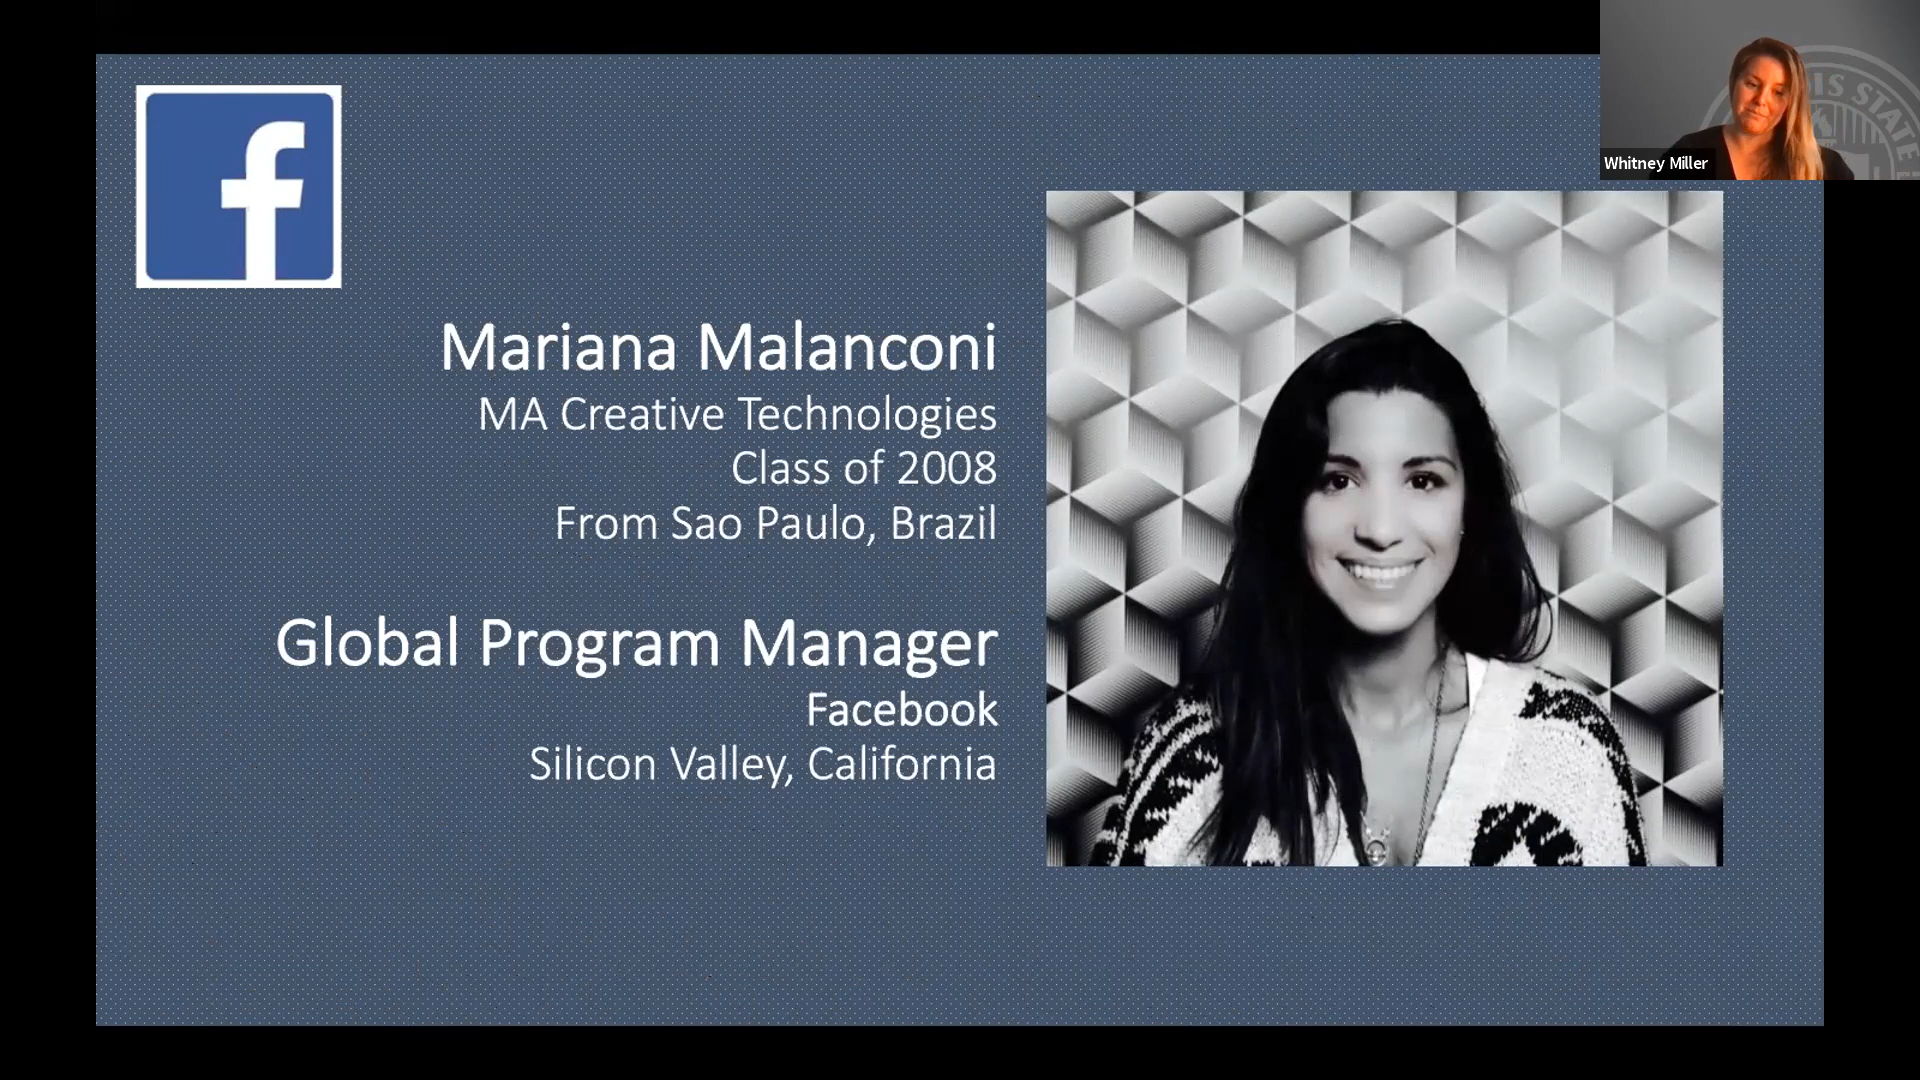 f
Mariana Malanconi
MA Creative Technologies
Class of 2008
From Sao Paulo, Brazil
Global Program Manager
Facebook
Silicon Valley, California
Whitney Miller
STATE